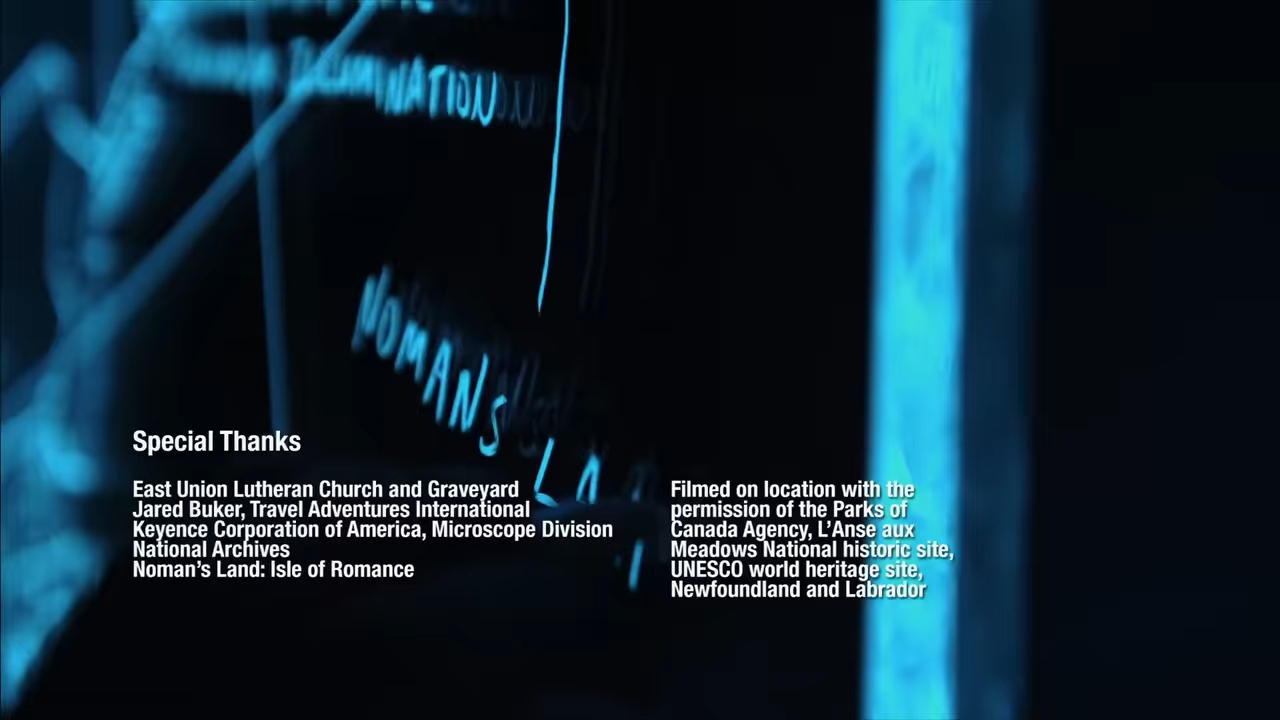 NOMANS LA
Special Thanks
East Union Lutheran Church and Graveyard
Jared Buker, Travel Adventures International
Keyence Corporation of America, Microscope Division
National Archives
Noman's Land: Isle of Romance
Filmed on location with the
permission of the Parks of
Canada Agency, L'Anse aux
Meadows National historic site,
UNESCO world heritage site,
Newfoundland and Labrador